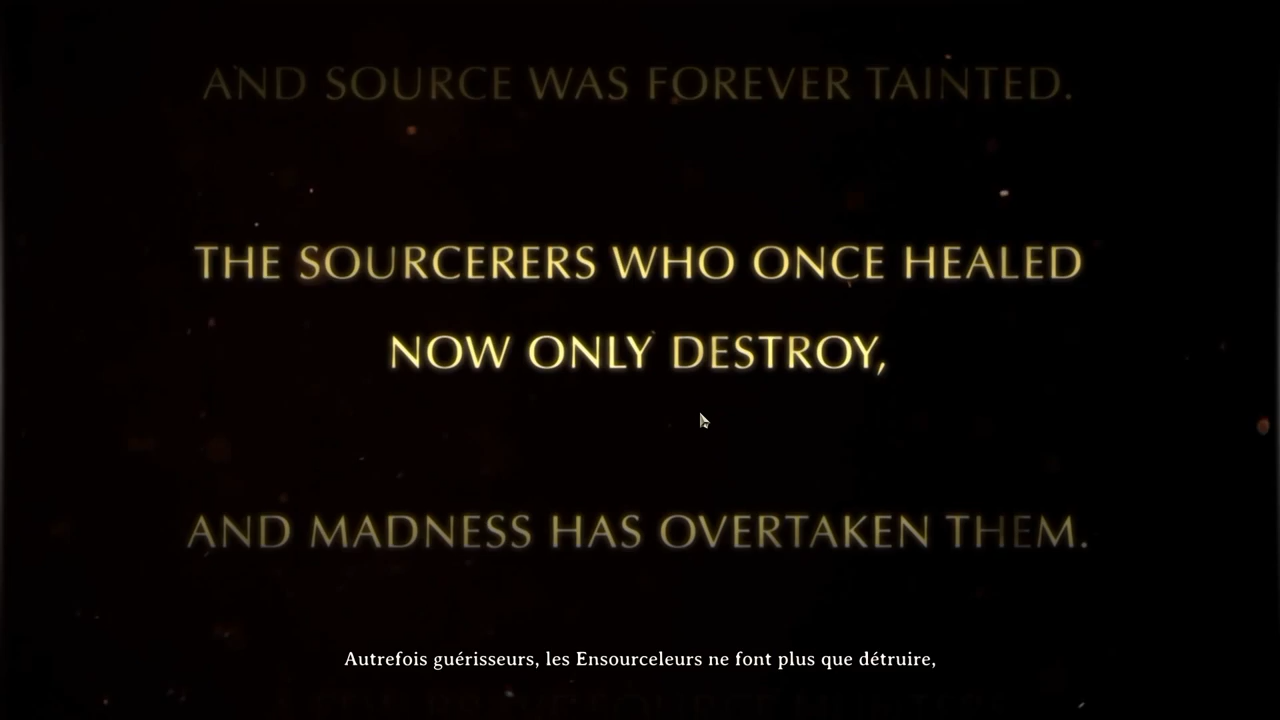 AND SOURCE WAS FOREVER TAINTED.
THE SOURCERERS WHO ONCE HEALED
NOW ONLY DESTROY,
AND MADNESS HAS OVERTAKEN THEM.
Autrefois guérisseurs, les Ensourceleurs ne font plus que détruire,